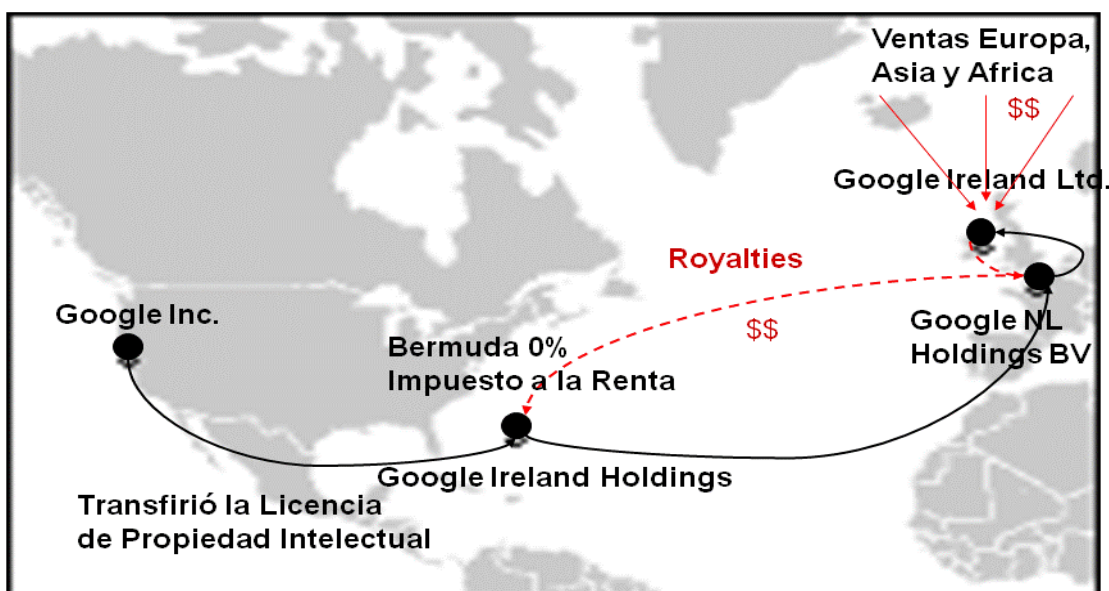 Ventas Europa,
Asia y Africa
$$
Google Ireland Ltd.
Royalties
Google Inc.
$$
Google NL
Holdings BV
Bermuda 0%
Impuesto a la Renta
Google Ireland Holdings
Transfirió la Licencia
de Propiedad Intelectual